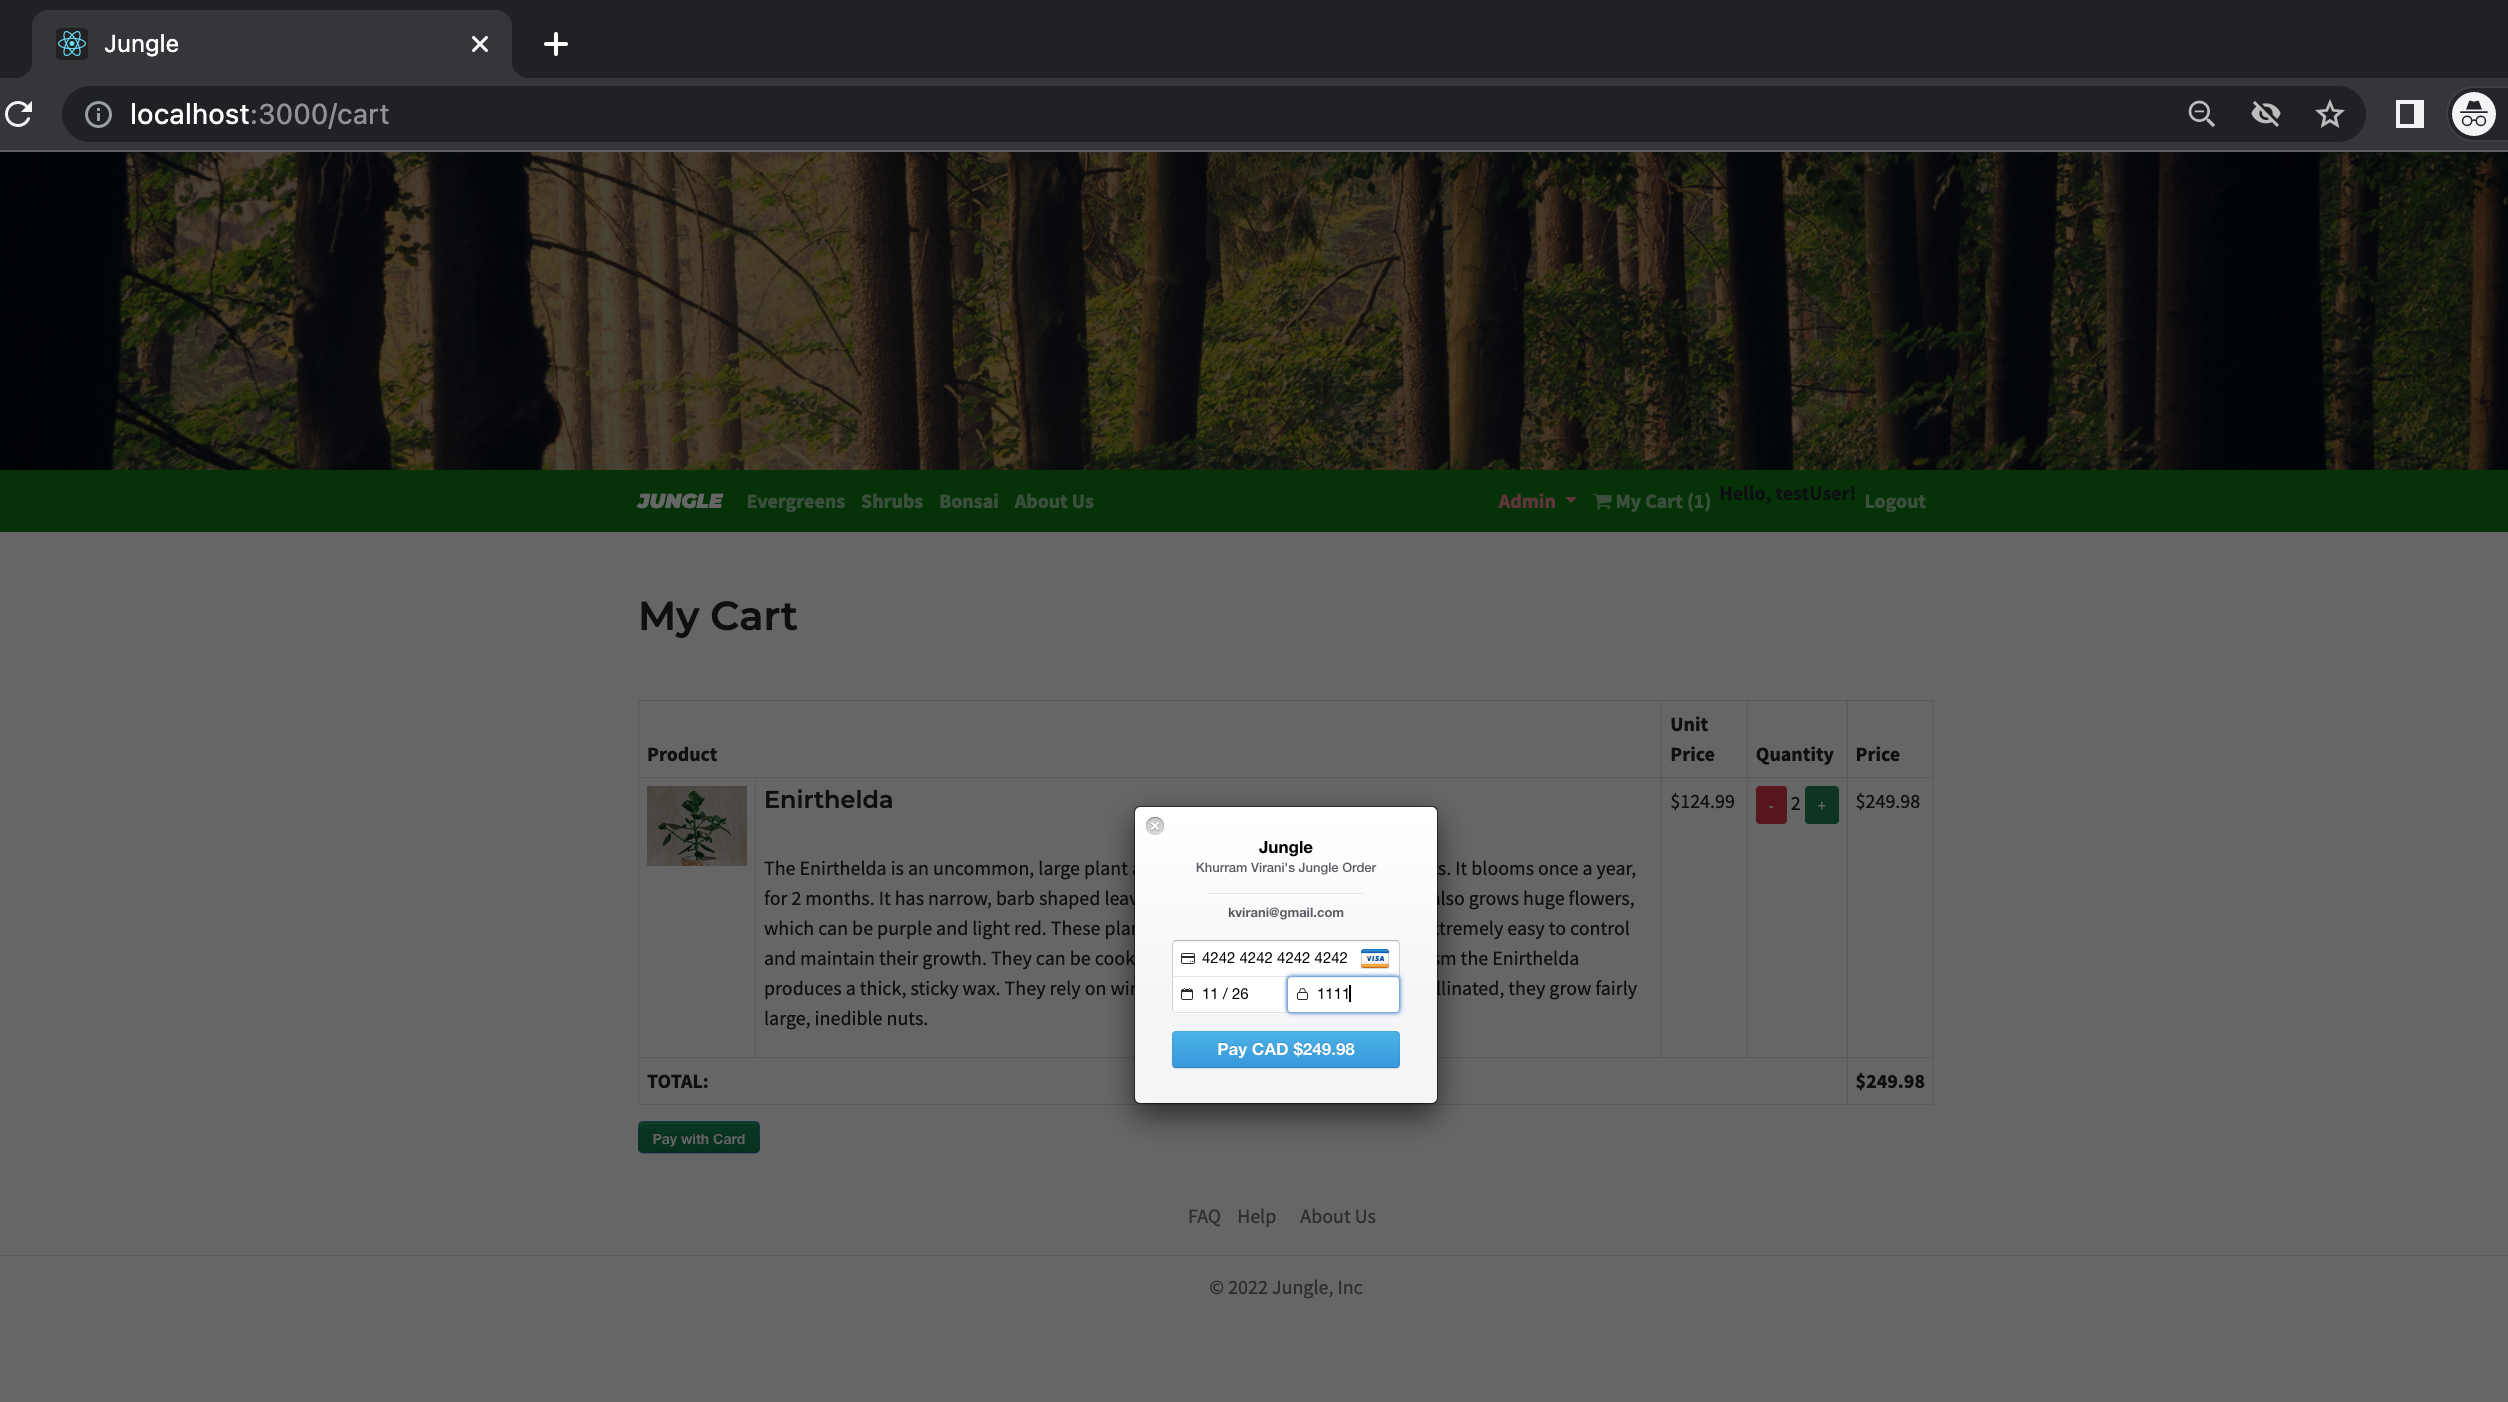 Jungle
localhost:3000/cart
JUNGLE Evergreens Shrubs Bonsai About Us Admin My Cart (1) Hello, testUser! Logout
My Cart
Product Unit Price Quantity Price
Enirthelda $124.99 - 2 + $249.98
The Enirthelda is an uncommon, large plant s. It blooms once a year,
for 2 months. It has narrow, barb shaped lea lso grows huge flowers,
which can be purple and light red. These pla tremely easy to control
and maintain their growth. They can be cook sm the Enirthelda
produces a thick, sticky wax. They rely on wi llinated, they grow fairly
large, inedible nuts.
TOTAL: $249.98
Pay with Card
Jungle
Khurram Virani's Jungle Order
kvirani@gmail.com
4242 4242 4242 4242 VISA
11 / 26 1111
Pay CAD $249.98
FAQ Help About Us
© 2022 Jungle, Inc